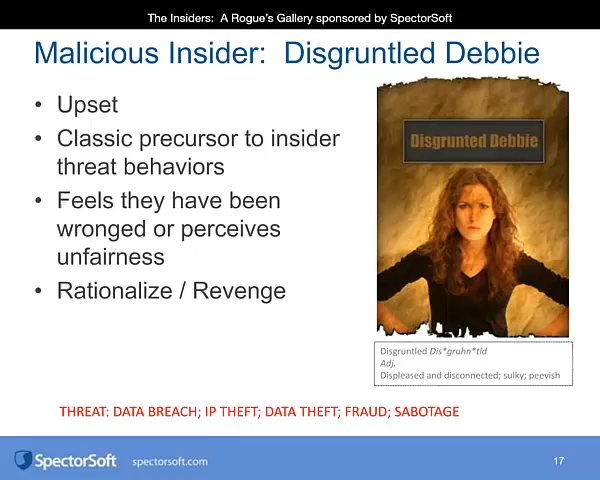 The Insiders:  A Rogue's Gallery sponsored by SpectorSoft
Malicious Insider:  Disgruntled Debbie
• Upset
• Classic precursor to insider
threat behaviors
• Feels they have been
wronged or perceives
unfairness
• Rationalize / Revenge
Disgrunted Debbie
Disgruntled Dis*gruhn*tld
Adj.
Displeased and disconnected; sulky; peevish
THREAT: DATA BREACH; IP THEFT; DATA THEFT; FRAUD; SABOTAGE
SpectorSoft spectorsoft.com 17